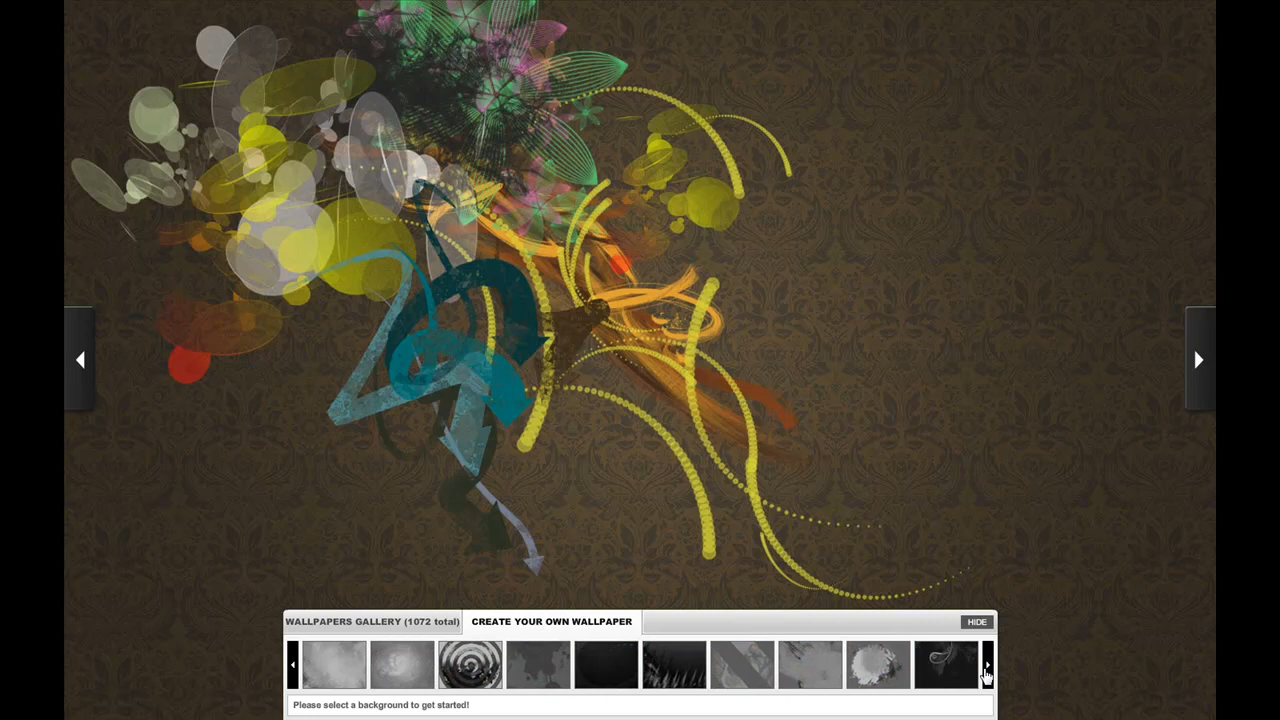 WALLPAPERS GALLERY (1072 total)
CREATE YOUR OWN WALLPAPER
HIDE
Please select a background to get started!